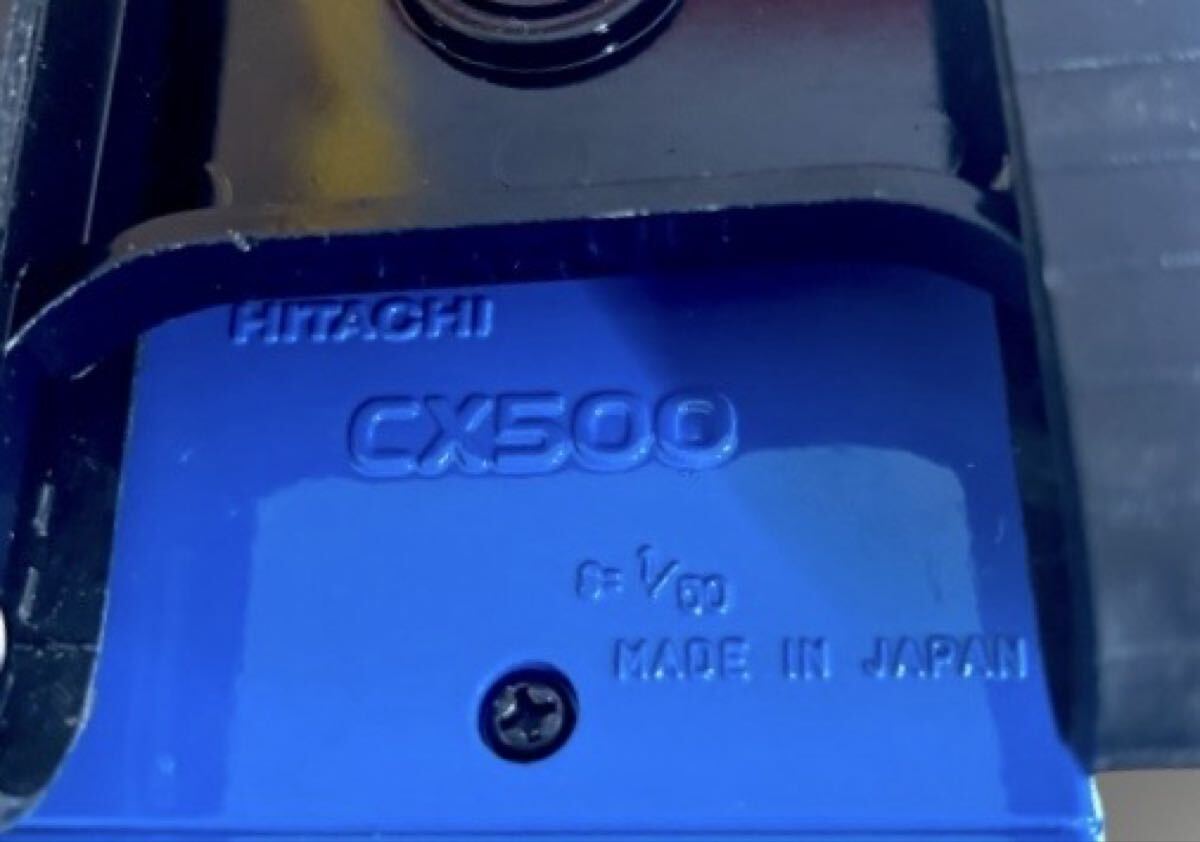 HITACHI
CX500
S=1/60
MADE IN JAPAN